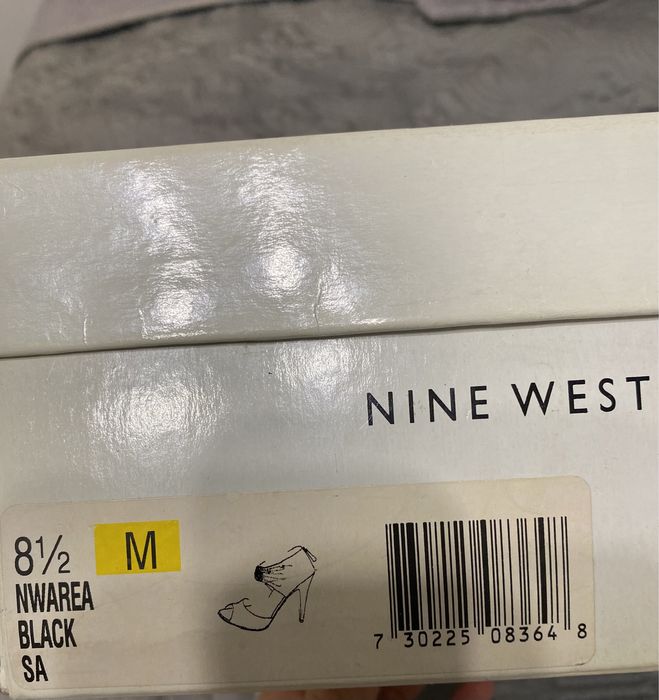 NINE WEST
8½ M
NWAREA
BLACK
SA
7 30225 08364 8